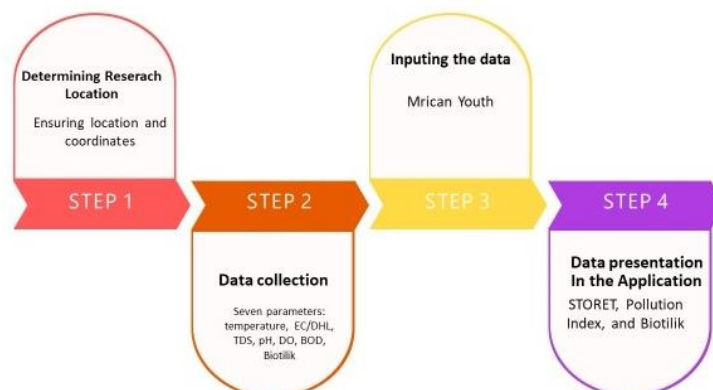 Determining Reserach
Location
Ensuring location and
coordinates
STEP 1
STEP 2
Data collection
Seven parameters:
temperature, EC/DHL,
TDS, pH, DO, BOD,
Biotilik
Inputing the data
Mrican Youth
STEP 3
STEP 4
Data presentation
In the Application
STORET, Pollution
Index, and Biotilik